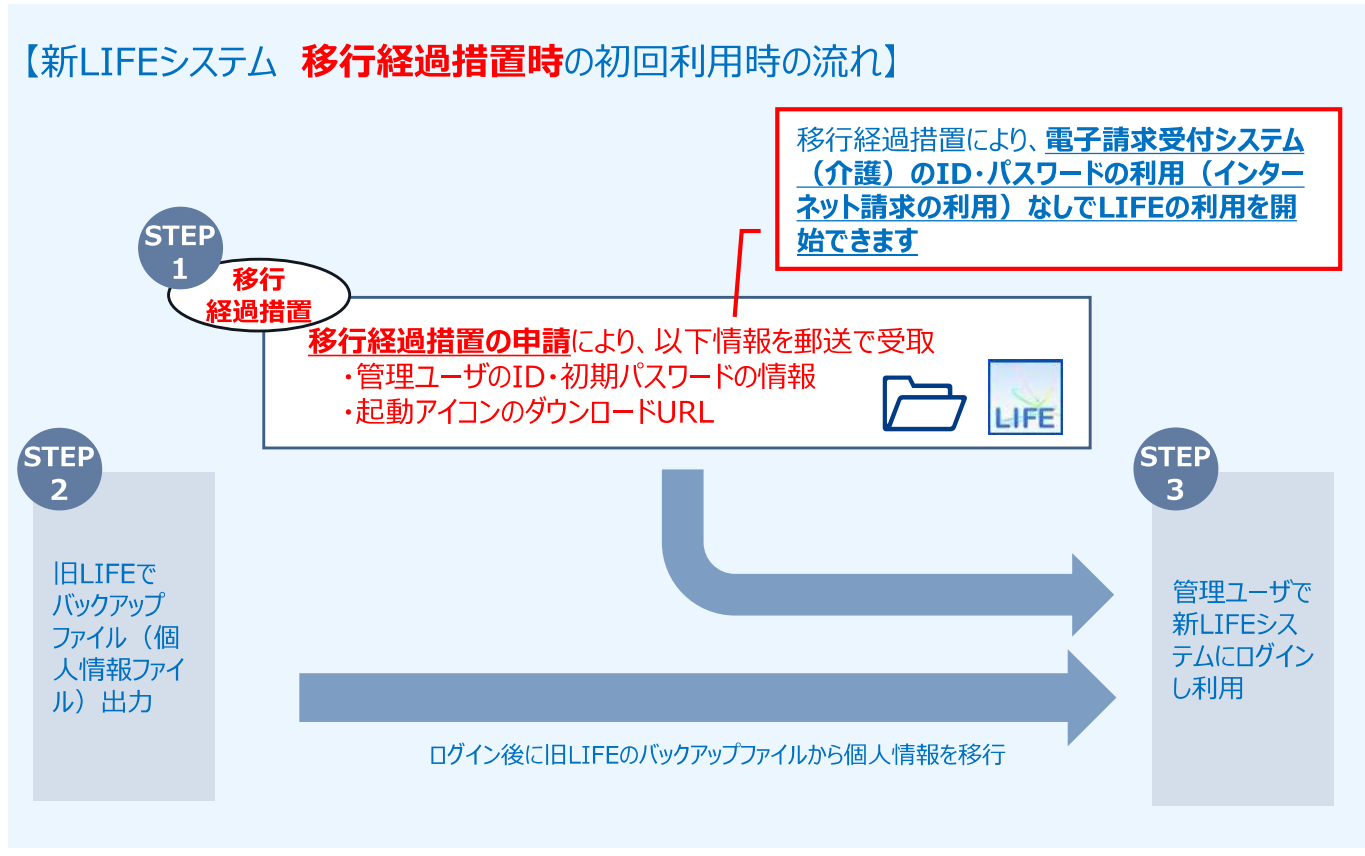 【新LIFEシステム 移行経過措置時の初回利用時の流れ】
移行経過措置により、電子請求受付システム
（介護）のID・パスワードの利用（インター
ネット請求の利用）なしでLIFEの利用を開
始できます
STEP
1
移行
経過措置
移行経過措置の申請により、以下情報を郵送で受取
・管理ユーザのID・初期パスワードの情報
・起動アイコンのダウンロードURL
LIFE
STEP
2
旧LIFEで
バックアップ
ファイル（個
人情報ファイ
ル）出力
STEP
3
管理ユーザで
新LIFEシス
テムにログイン
し利用
ログイン後に旧LIFEのバックアップファイルから個人情報を移行